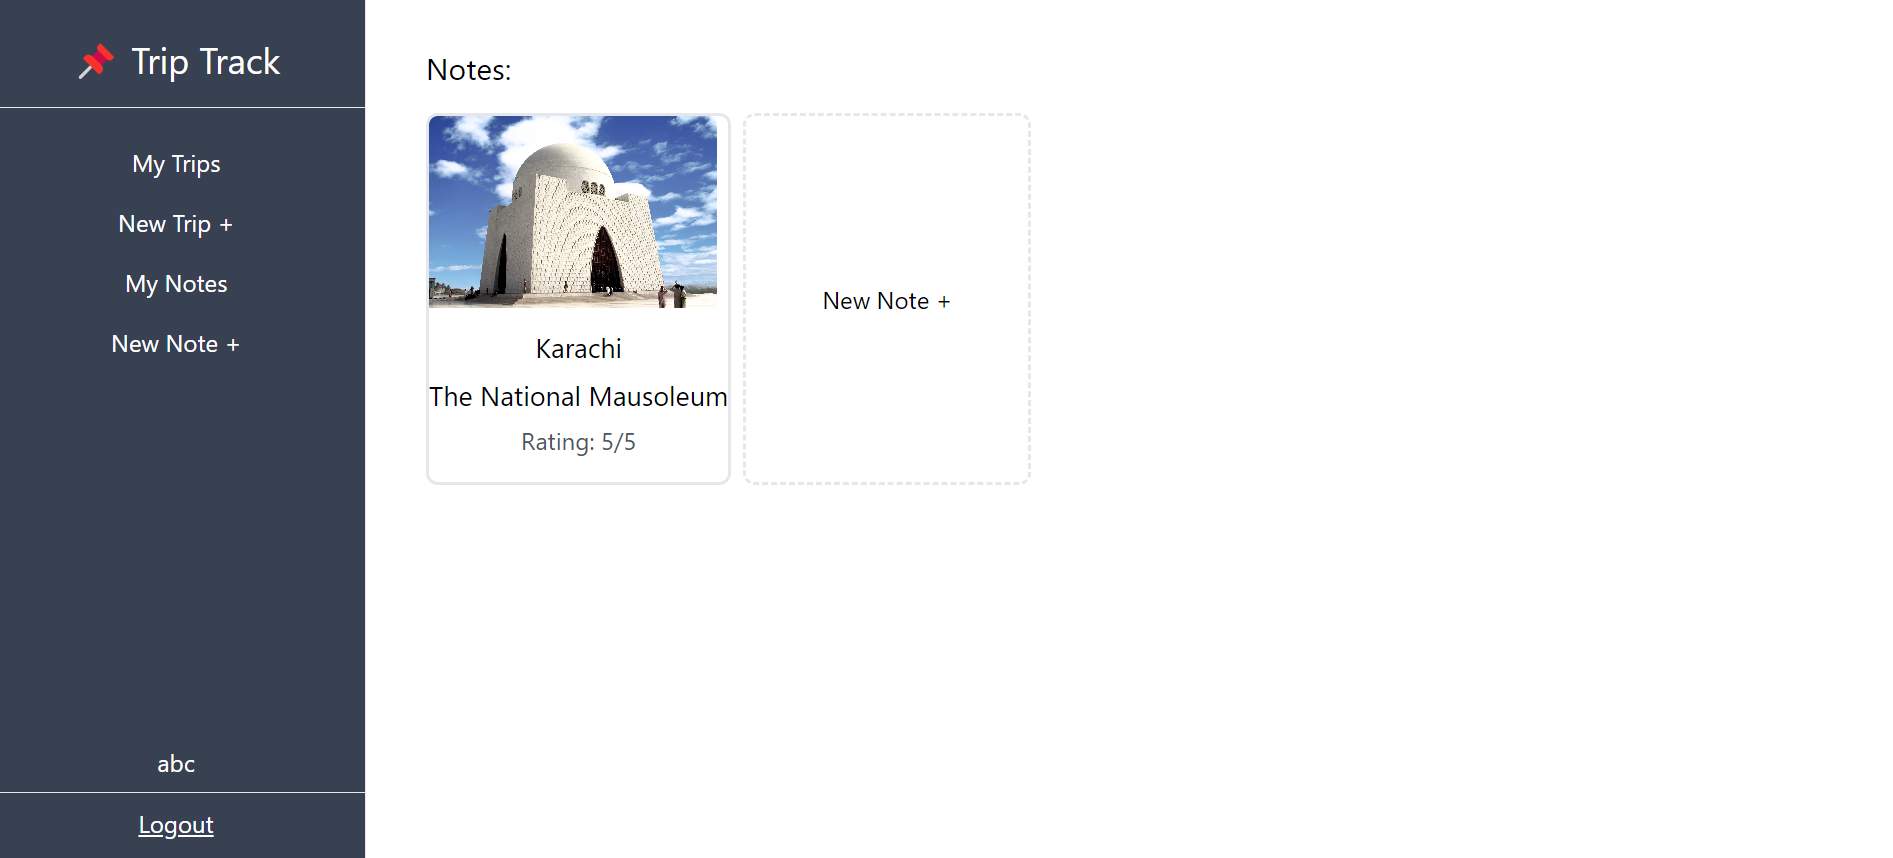 Trip Track
My Trips
New Trip +
My Notes
New Note +
abc
Logout
Notes:
Karachi
The National Mausoleum
Rating: 5/5
New Note +